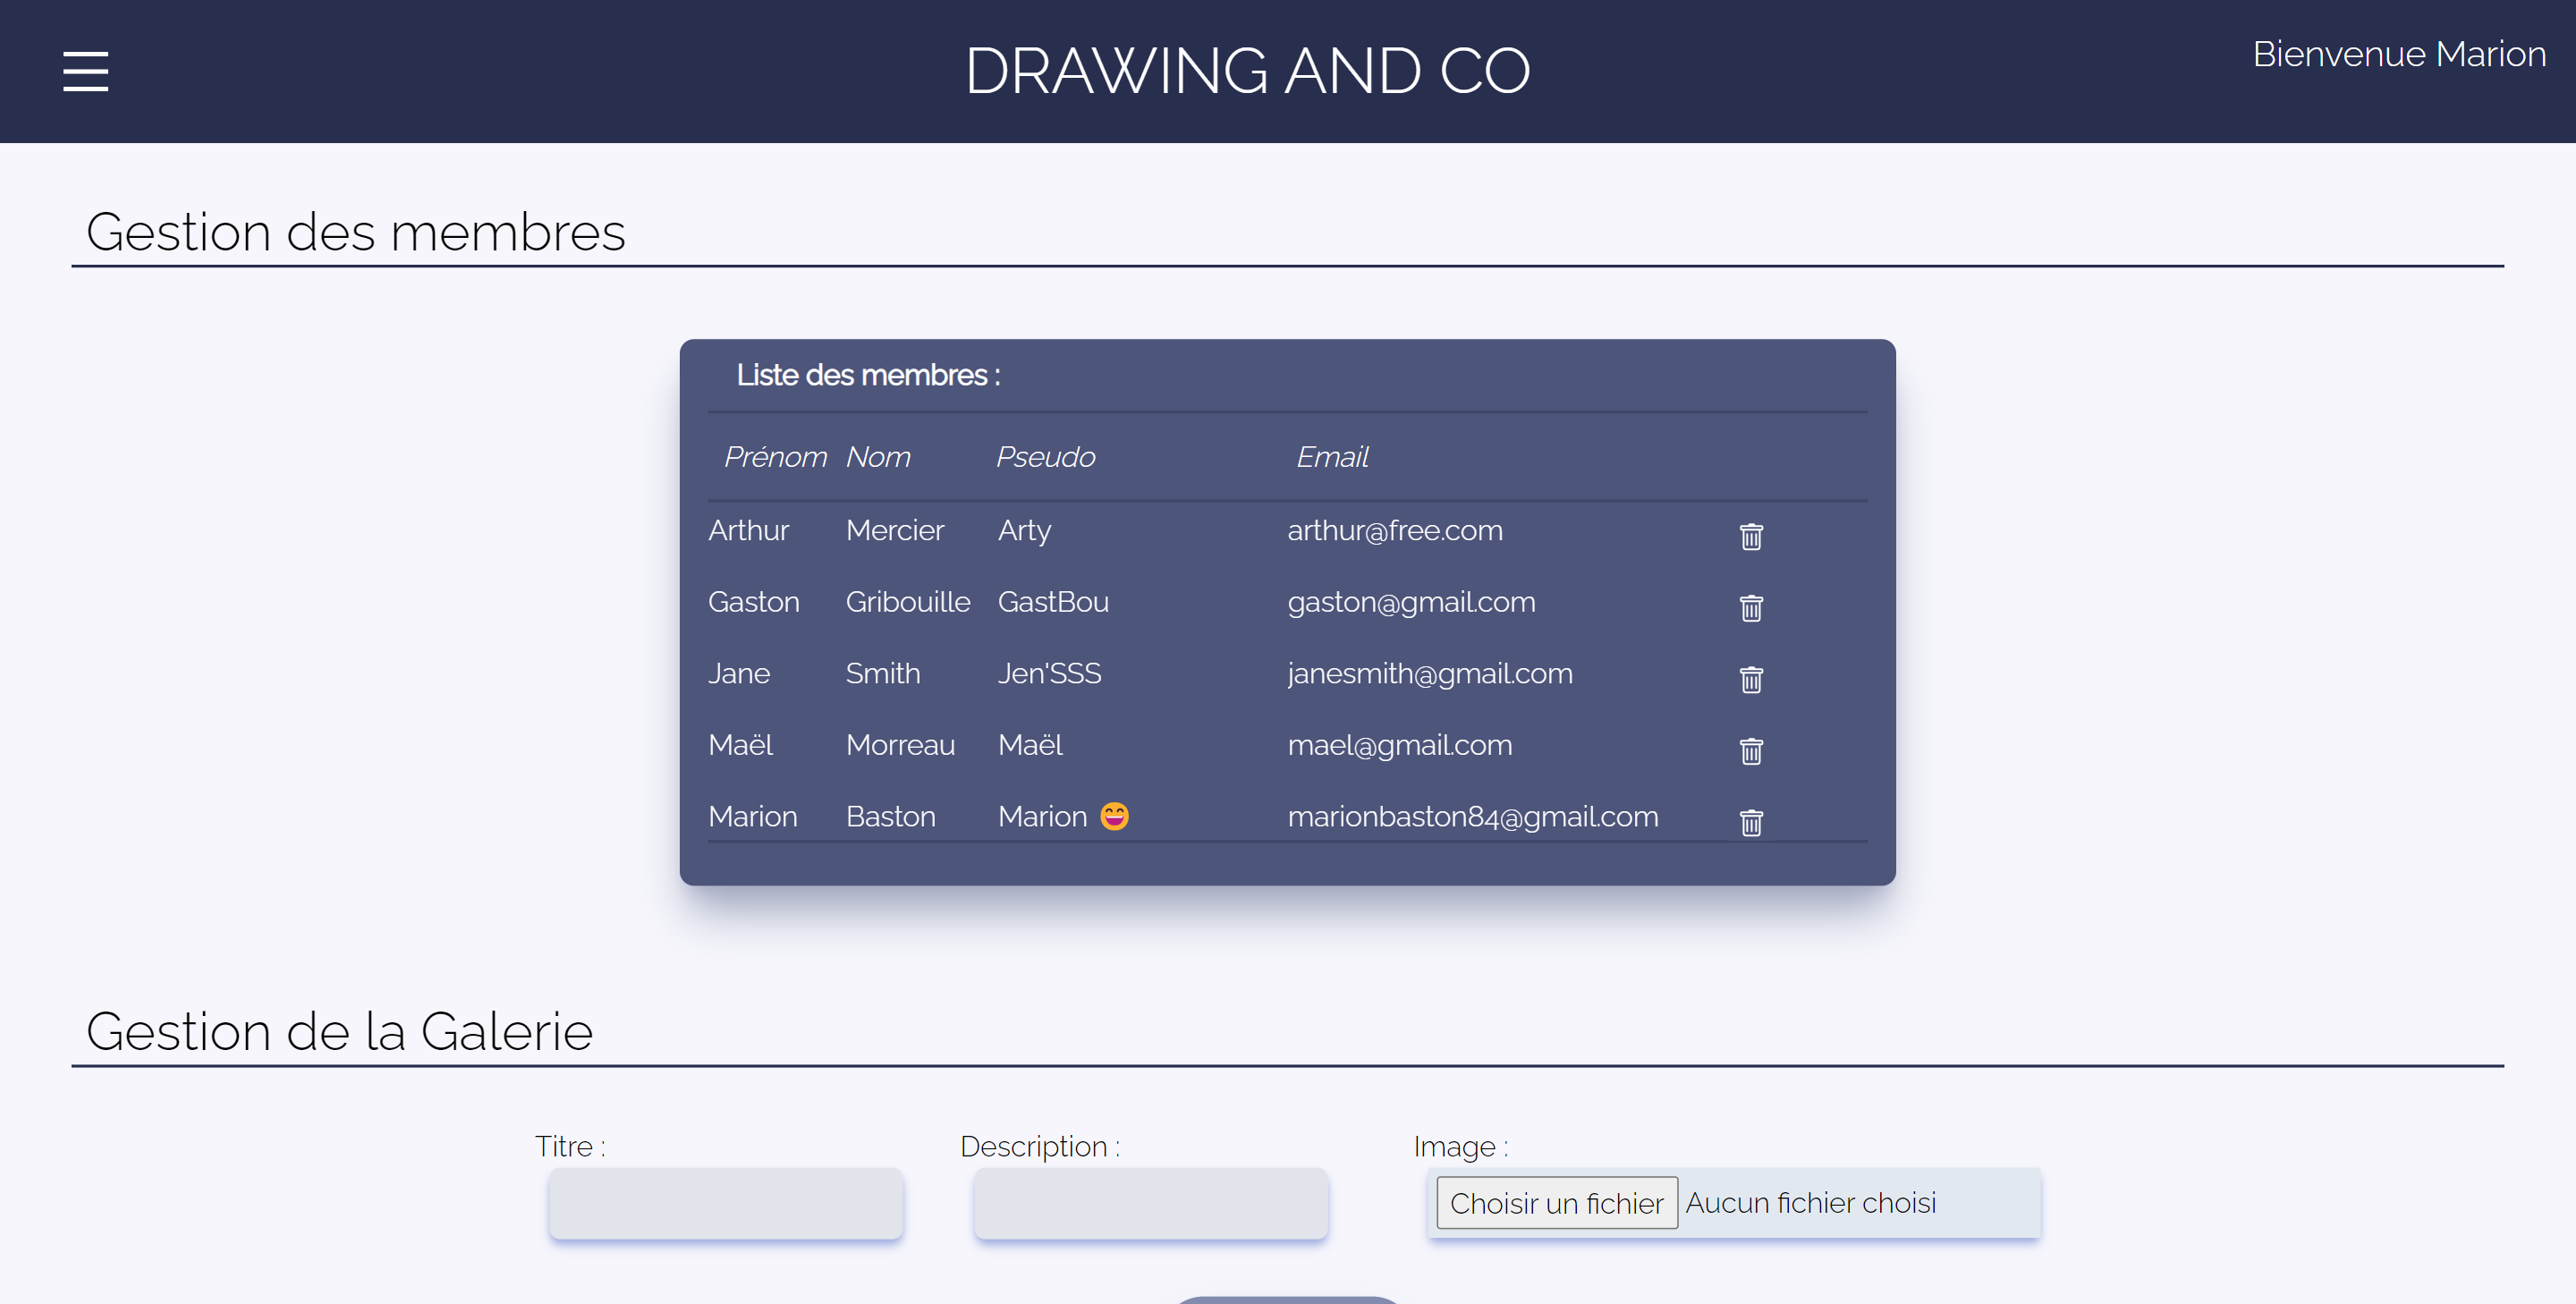 DRAWING AND CO
Bienvenue Marion
Gestion des membres
Liste des membres :
Prénom Nom Pseudo Email
Arthur Mercier Arty arthur@free.com
Gaston Gribouille GastBou gaston@gmail.com
Jane Smith Jen'SSS janesmith@gmail.com
Maël Morreau Maël mael@gmail.com
Marion Baston Marion 😄 marionbaston84@gmail.com
Gestion de la Galerie
Titre : Description : Image :
Choisir un fichier Aucun fichier choisi